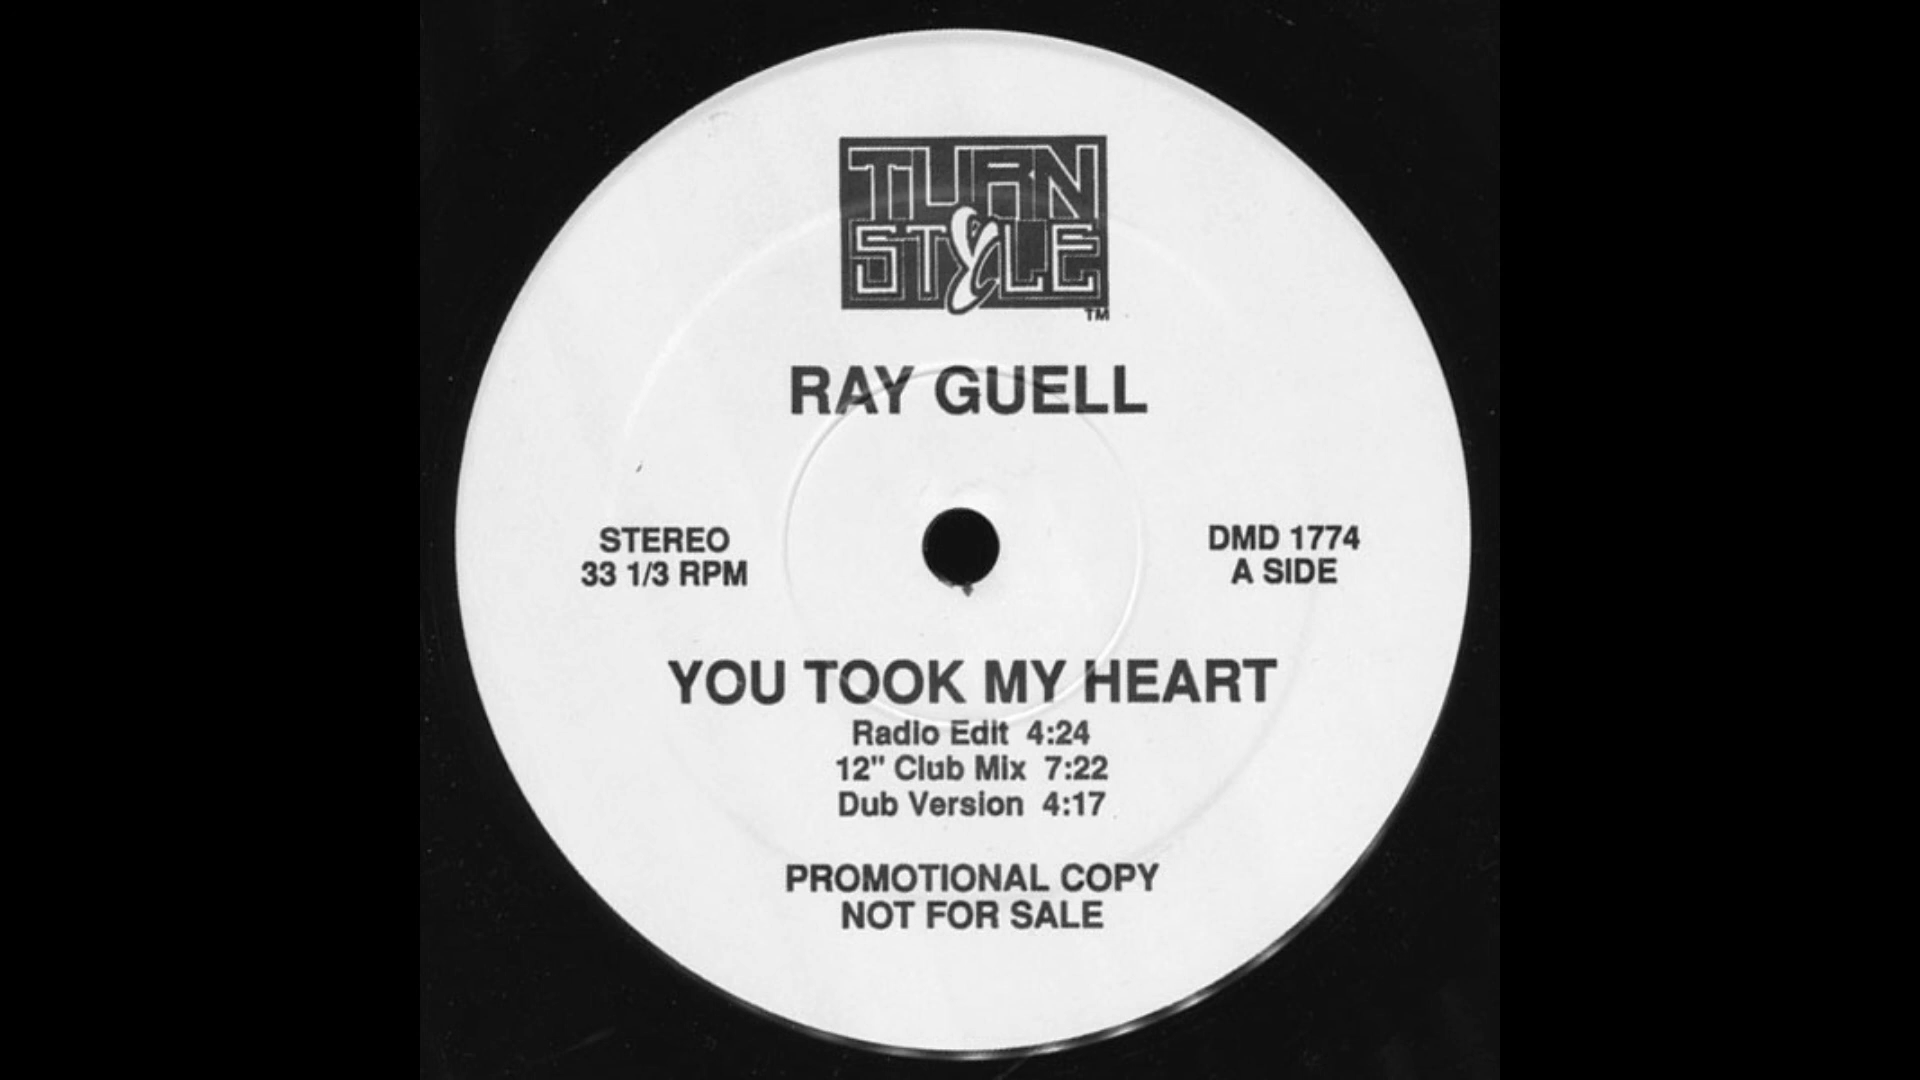 TURN
STYLE
TM
RAY GUELL
STEREO
33 1/3 RPM
DMD 1774
A SIDE
YOU TOOK MY HEART
Radio Edit 4:24
12" Club Mix 7:22
Dub Version 4:17
PROMOTIONAL COPY
NOT FOR SALE